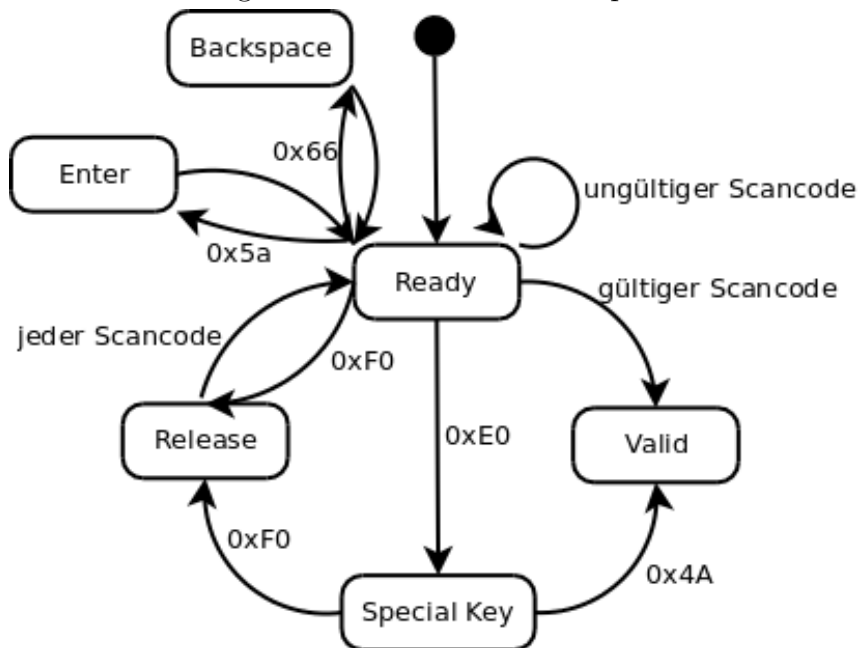 Backspace
0x66
Enter
ungültiger Scancode
0x5a
Ready
gültiger Scancode
jeder Scancode
0xF0
Release
0xE0
Valid
0xF0
0x4A
Special Key